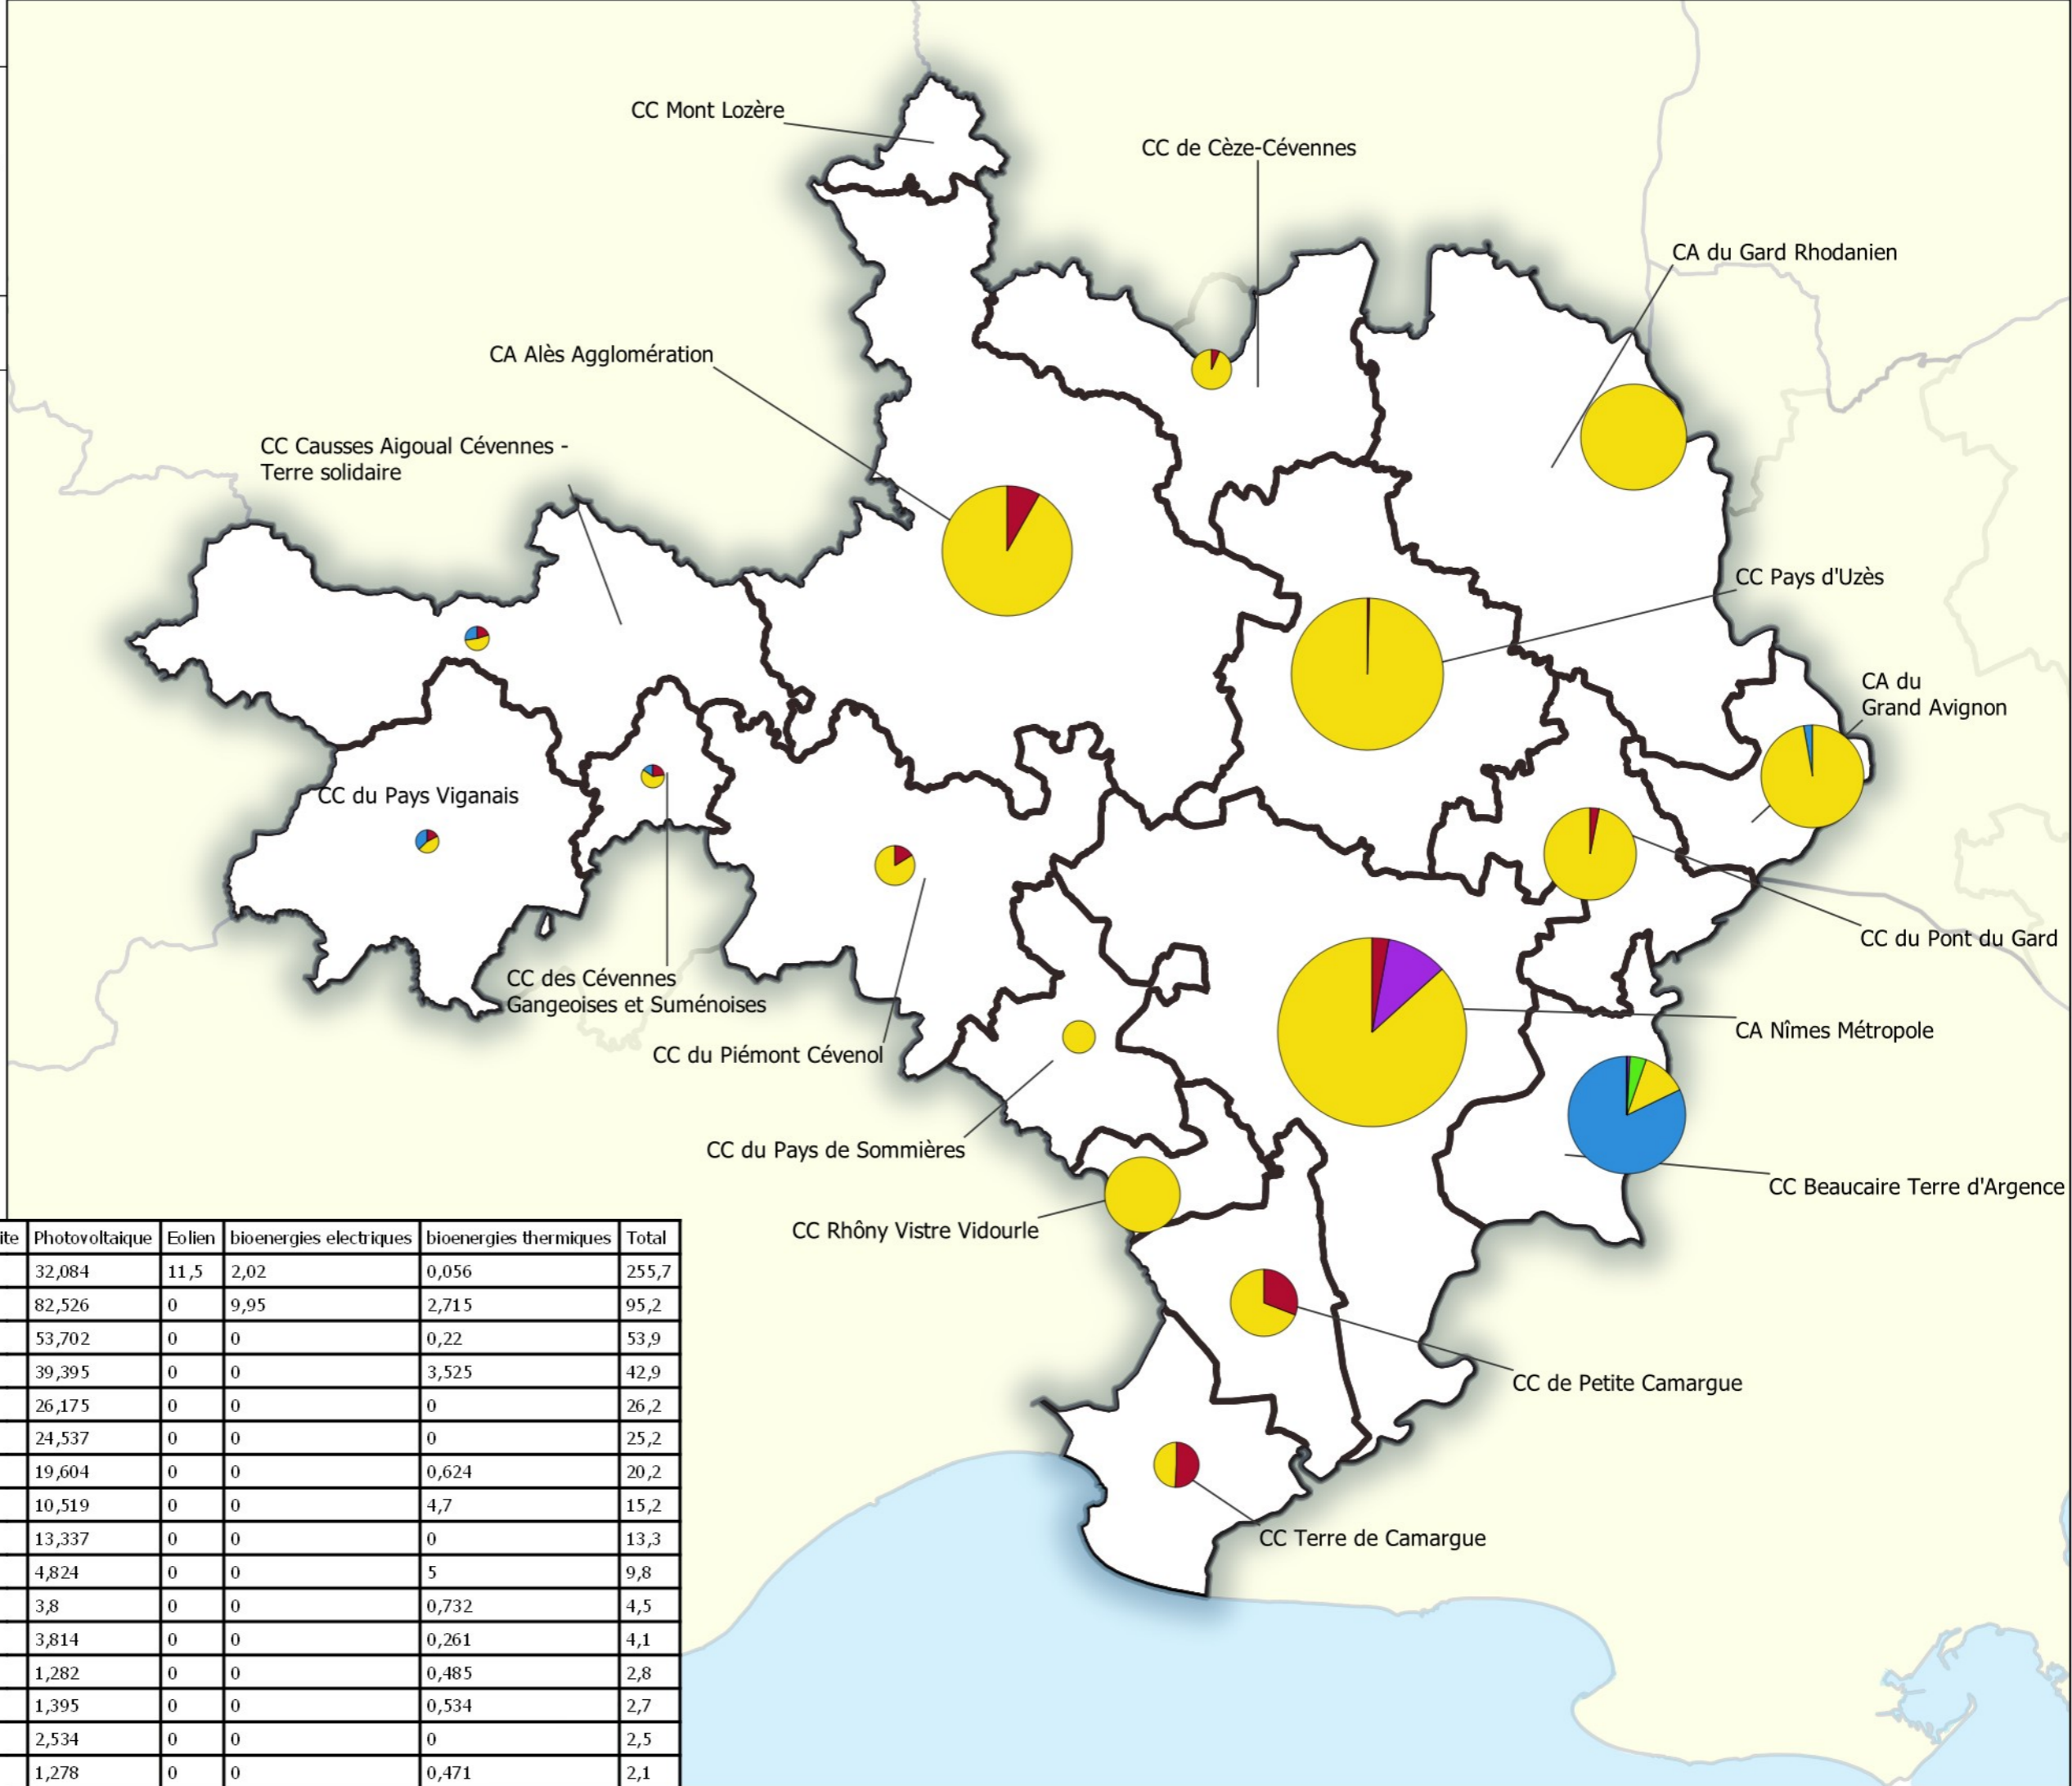 CC Mont Lozère
CC de Cèze-Cévennes
CA du Gard Rhodanien
CA Alès Agglomération
CC Causses Aigoual Cévennes -
Terre solidaire
CC Pays d'Uzès
CA du
Grand Avignon
CC du Pays Viganais
CC du Pont du Gard
CC des Cévennes
Gangeoises et Suménoises
CA Nîmes Métropole
CC du Piémont Cévenol
CC du Pays de Sommières
CC Beaucaire Terre d'Argence
CC Rhôny Vistre Vidourle
CC de Petite Camargue
CC Terre de Camargue
ite Photovoltaique Eolien bioenergies electriques bioenergies thermiques Total
32,084 11,5 2,02 0,056 255,7
82,526 0 9,95 2,715 95,2
53,702 0 0 0,22 53,9
39,395 0 0 3,525 42,9
26,175 0 0 0 26,2
24,537 0 0 0 25,2
19,604 0 0 0,624 20,2
10,519 0 0 4,7 15,2
13,337 0 0 0 13,3
4,824 0 0 5 9,8
3,8 0 0 0,732 4,5
3,814 0 0 0,261 4,1
1,282 0 0 0,485 2,8
1,395 0 0 0,534 2,7
2,534 0 0 0 2,5
1,278 0 0 0,471 2,1